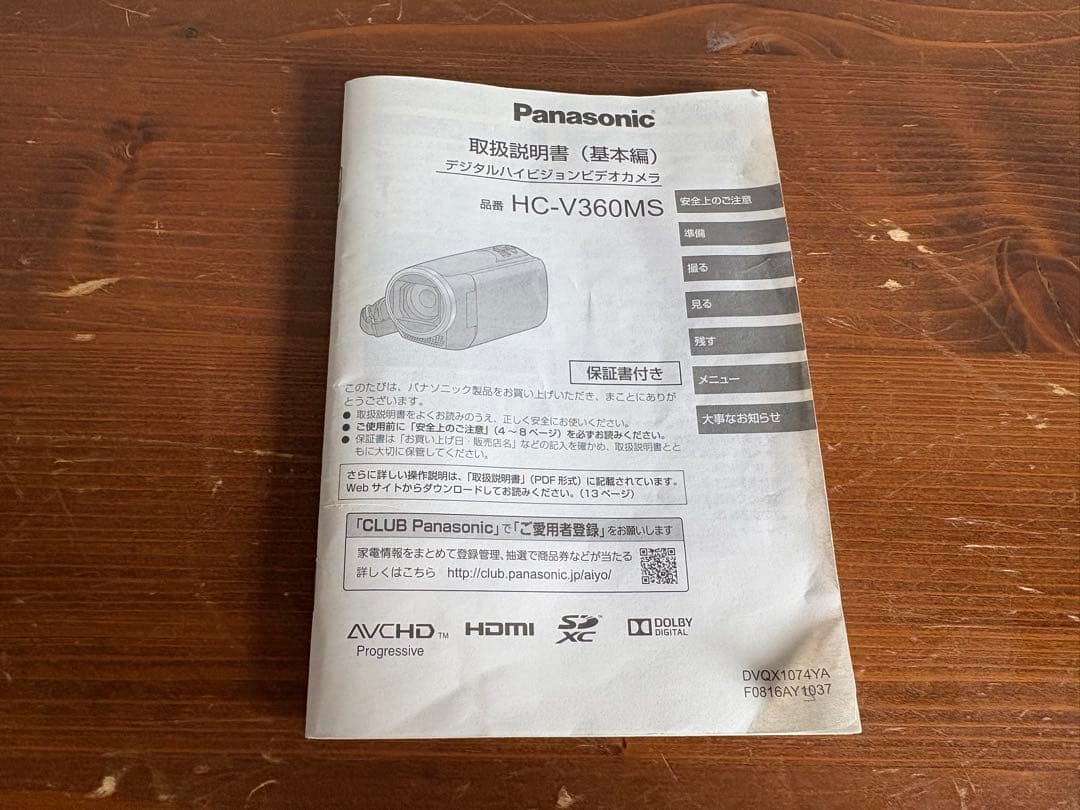 Panasonic
取扱説明書（基本編）
デジタルハイビジョンビデオカメラ
品番 HC-V360MS
安全上のご注意
準備
撮る
見る
残す
メニュー
大事なお知らせ
保証書付き
このたびは、パナソニック製品をお買い上げいただき、まことにありが
とうございます。
● 取扱説明書をよくお読みのうえ、正しく安全にお使いください。
● ご使用前に「安全上のご注意」（4～8ページ）を必ずお読みください。
● 保証書は「お買い上げ日・販売店名」などの記入を確かめ、取扱説明書とと
もに大切に保管してください。
さらに詳しい操作説明は、「取扱説明書」（PDF形式）に記載されています。
Webサイトからダウンロードしてお読みください。（13ページ）
「CLUB Panasonic」で「ご愛用者登録」をお願いします
家電情報をまとめて登録管理、抽選で商品券などが当たる
詳しくはこちら http://club.panasonic.jp/aiyo/
AVCHD™
Progressive
HDMI
SD
XC
DOLBY
DIGITAL
DVQX1074YA
F0816AY1037